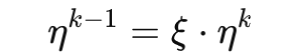 η^{k−1} = ξ · η^k